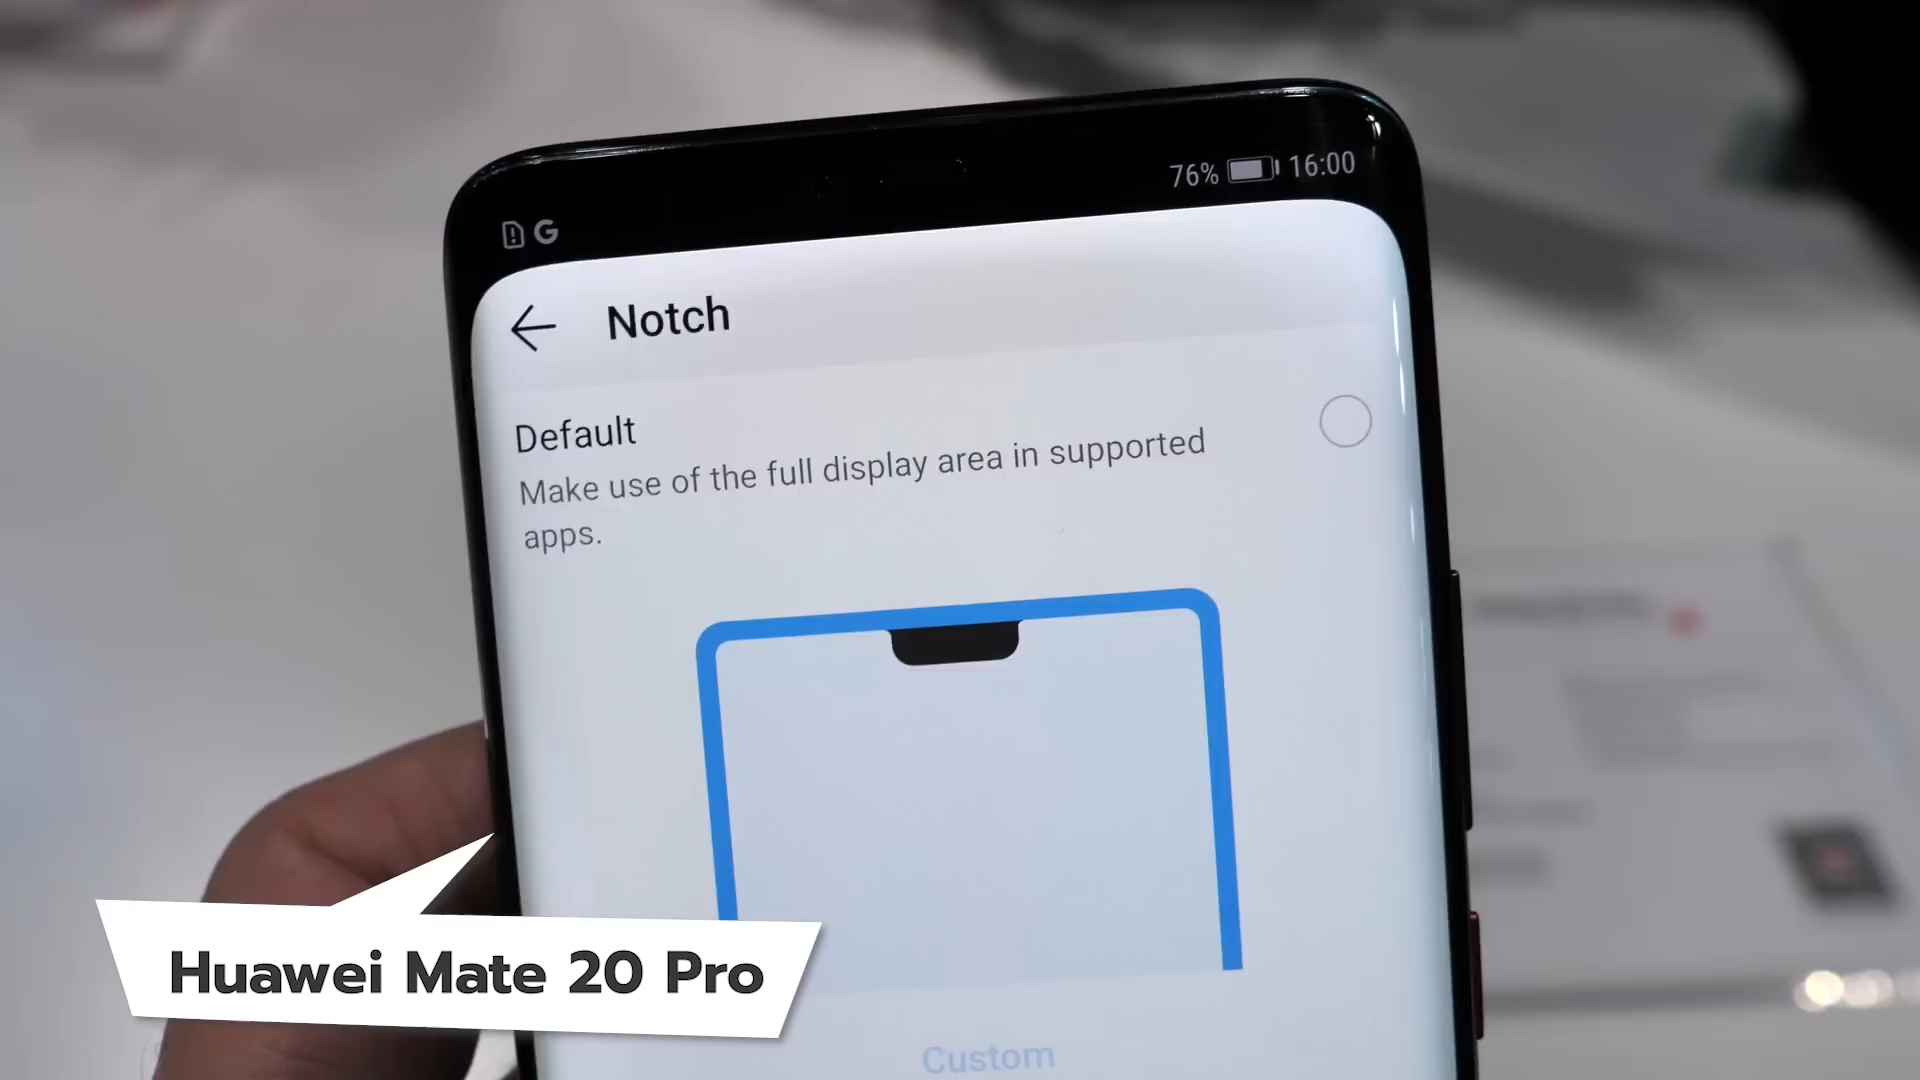 76% 16:00
G
Notch
Default
Make use of the full display area in supported
apps.
Custom
Huawei Mate 20 Pro